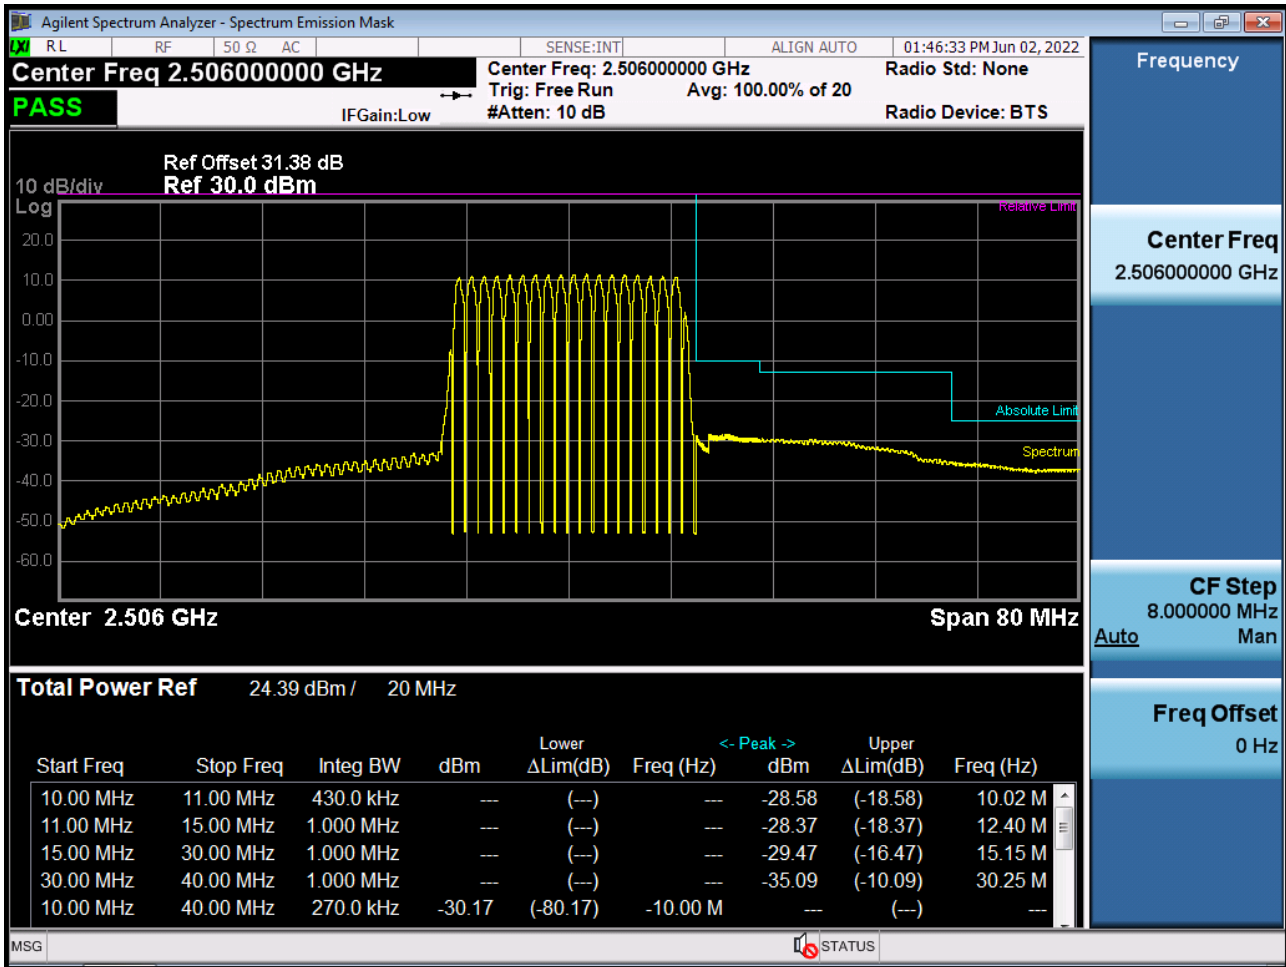 Agilent Spectrum Analyzer - Spectrum Emission Mask
LXI RL RF 50 Ω AC SENSE:INT ALIGN AUTO 01:46:33 PM Jun 02, 2022
Center Freq 2.506000000 GHz
PASS
IFGain:Low
Center Freq: 2.506000000 GHz
Trig: Free Run Avg: 100.00% of 20
#Atten: 10 dB
Radio Std: None
Radio Device: BTS
Ref Offset 31.38 dB
10 dB/div Ref 30.0 dBm
Log
Relative Limit
20.0
10.0
0.00
-10.0
-20.0
Absolute Limit
-30.0
Spectrum
-40.0
-50.0
-60.0
Center 2.506 GHz Span 80 MHz
Total Power Ref 24.39 dBm / 20 MHz
Lower <- Peak -> Upper
Start Freq Stop Freq Integ BW dBm ΔLim(dB) Freq (Hz) dBm ΔLim(dB) Freq (Hz)
10.00 MHz 11.00 MHz 430.0 kHz --- (---) --- -28.58 (-18.58) 10.02 M
11.00 MHz 15.00 MHz 1.000 MHz --- (---) --- -28.37 (-18.37) 12.40 M
15.00 MHz 30.00 MHz 1.000 MHz --- (---) --- -29.47 (-16.47) 15.15 M
30.00 MHz 40.00 MHz 1.000 MHz --- (---) --- -35.09 (-10.09) 30.25 M
10.00 MHz 40.00 MHz 270.0 kHz -30.17 (-80.17) -10.00 M --- (---) ---
MSG STATUS
Frequency
Center Freq
2.506000000 GHz
CF Step
8.000000 MHz
Auto Man
Freq Offset
0 Hz